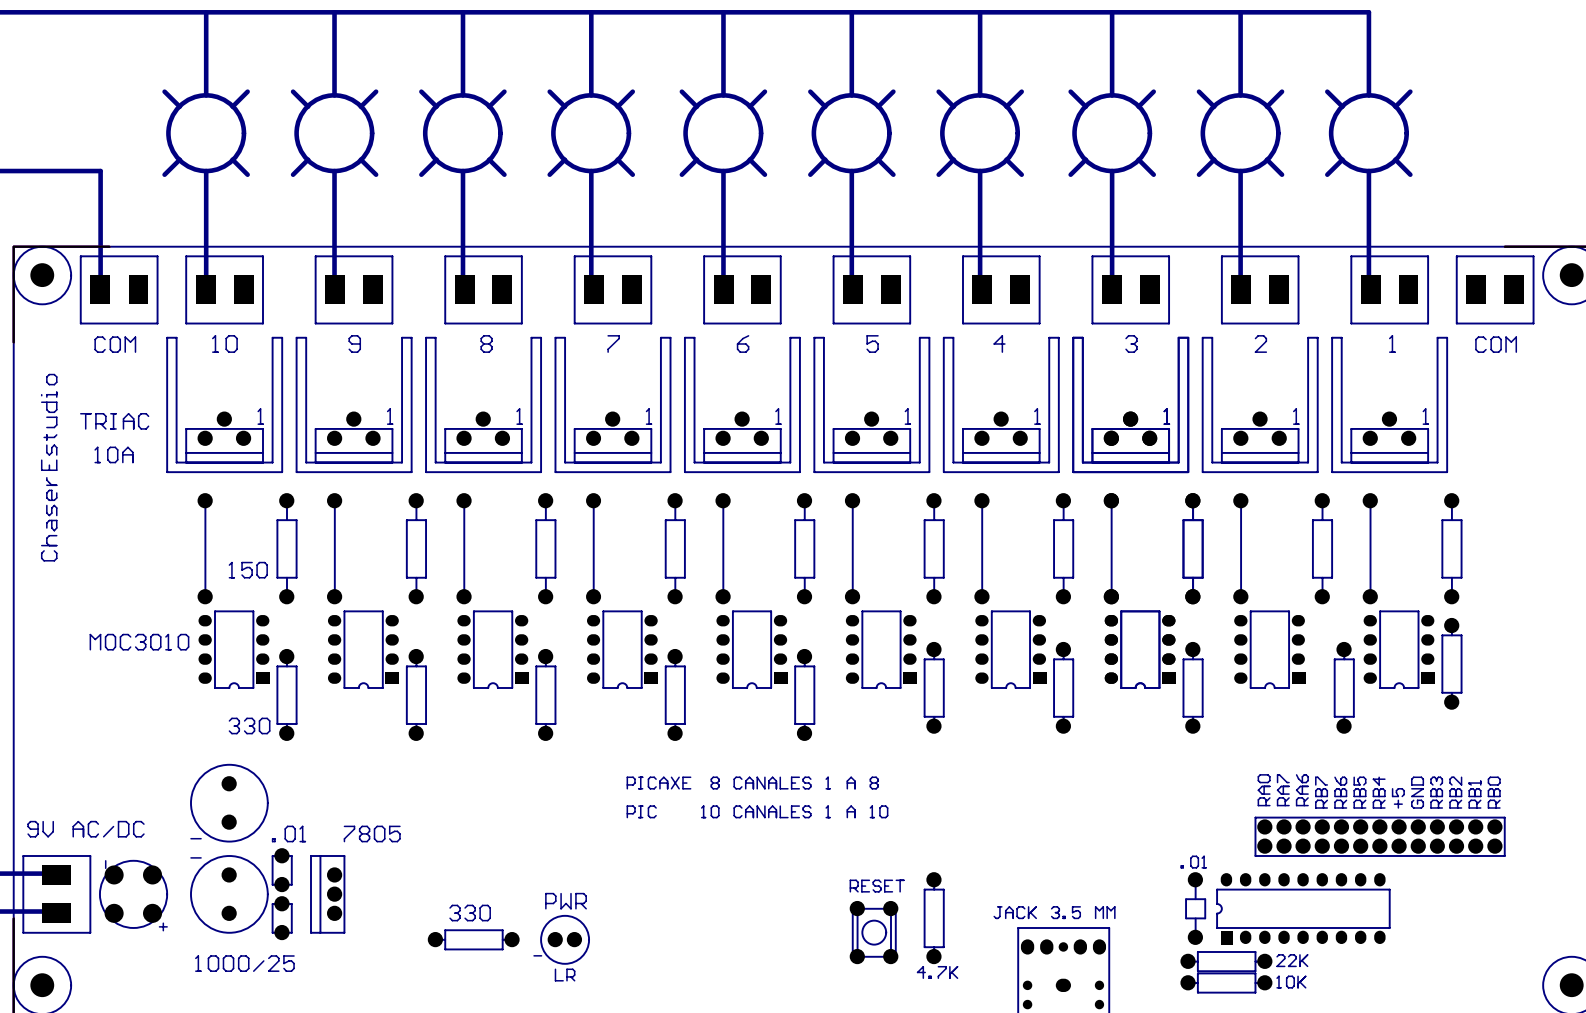 COM 10 9 8 7 6 5 4 3 2 1 COM
ChaserEstudio
TRIAC
10A
1 1 1 1 1 1 1 1 1 1
150
MOC3010
330
PICAXE 8 CANALES 1 A 8
PIC 10 CANALES 1 A 10
RA0 RA7 RA6 RB7 RB6 RB5 RB4 +5 GND RB3 RB2 RB1 RB0
9V AC/DC
- .01 7805
-
- +
1000/25
330
PWR
-
LR
RESET
4.7K
JACK 3.5 MM
.01
22K
10K